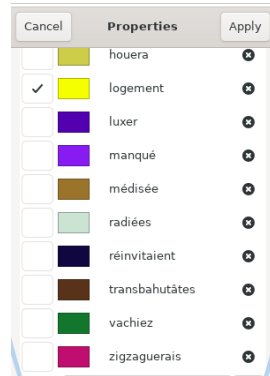 Cancel Properties Apply
houera
logement
luxer
manqué
médisée
radiées
réinvitaient
transbahutâtes
vachiez
zigzaguerais